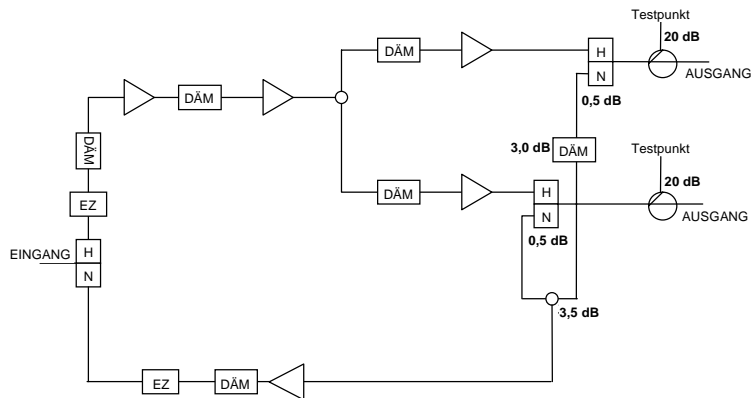 Testpunkt
20 dB
DÄM
H
AUSGANG
N
0,5 dB
DÄM
DÄM
3,0 dB
DÄM
Testpunkt
20 dB
DÄM
H
EZ
N
AUSGANG
0,5 dB
EINGANG
H
N
3,5 dB
EZ
DÄM